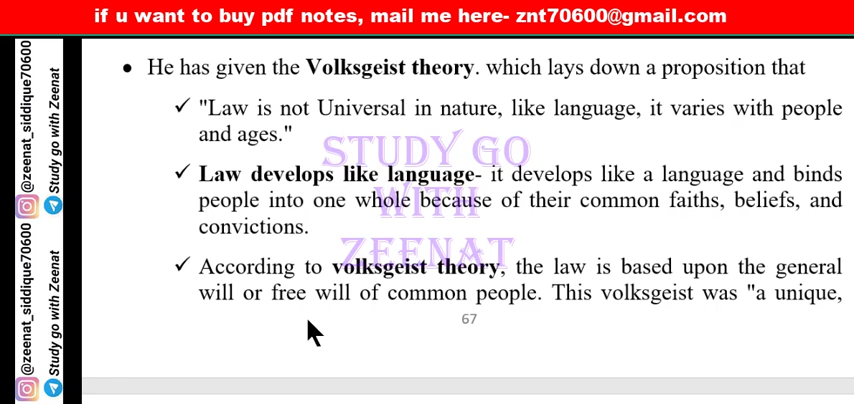 if u want to buy pdf notes, mail me here- znt70600@gmail.com
@zeenat_siddique70600
Study go with Zeenat
@zeenat_siddique70600
Study go with Zeenat
• He has given the Volksgeist theory. which lays down a proposition that
✓ "Law is not Universal in nature, like language, it varies with people
and ages."
✓ Law develops like language- it develops like a language and binds
people into one whole because of their common faiths, beliefs, and
convictions.
✓ According to volksgeist theory, the law is based upon the general
will or free will of common people. This volksgeist was "a unique,
67
STUDY GO
WITH
ZEENAT